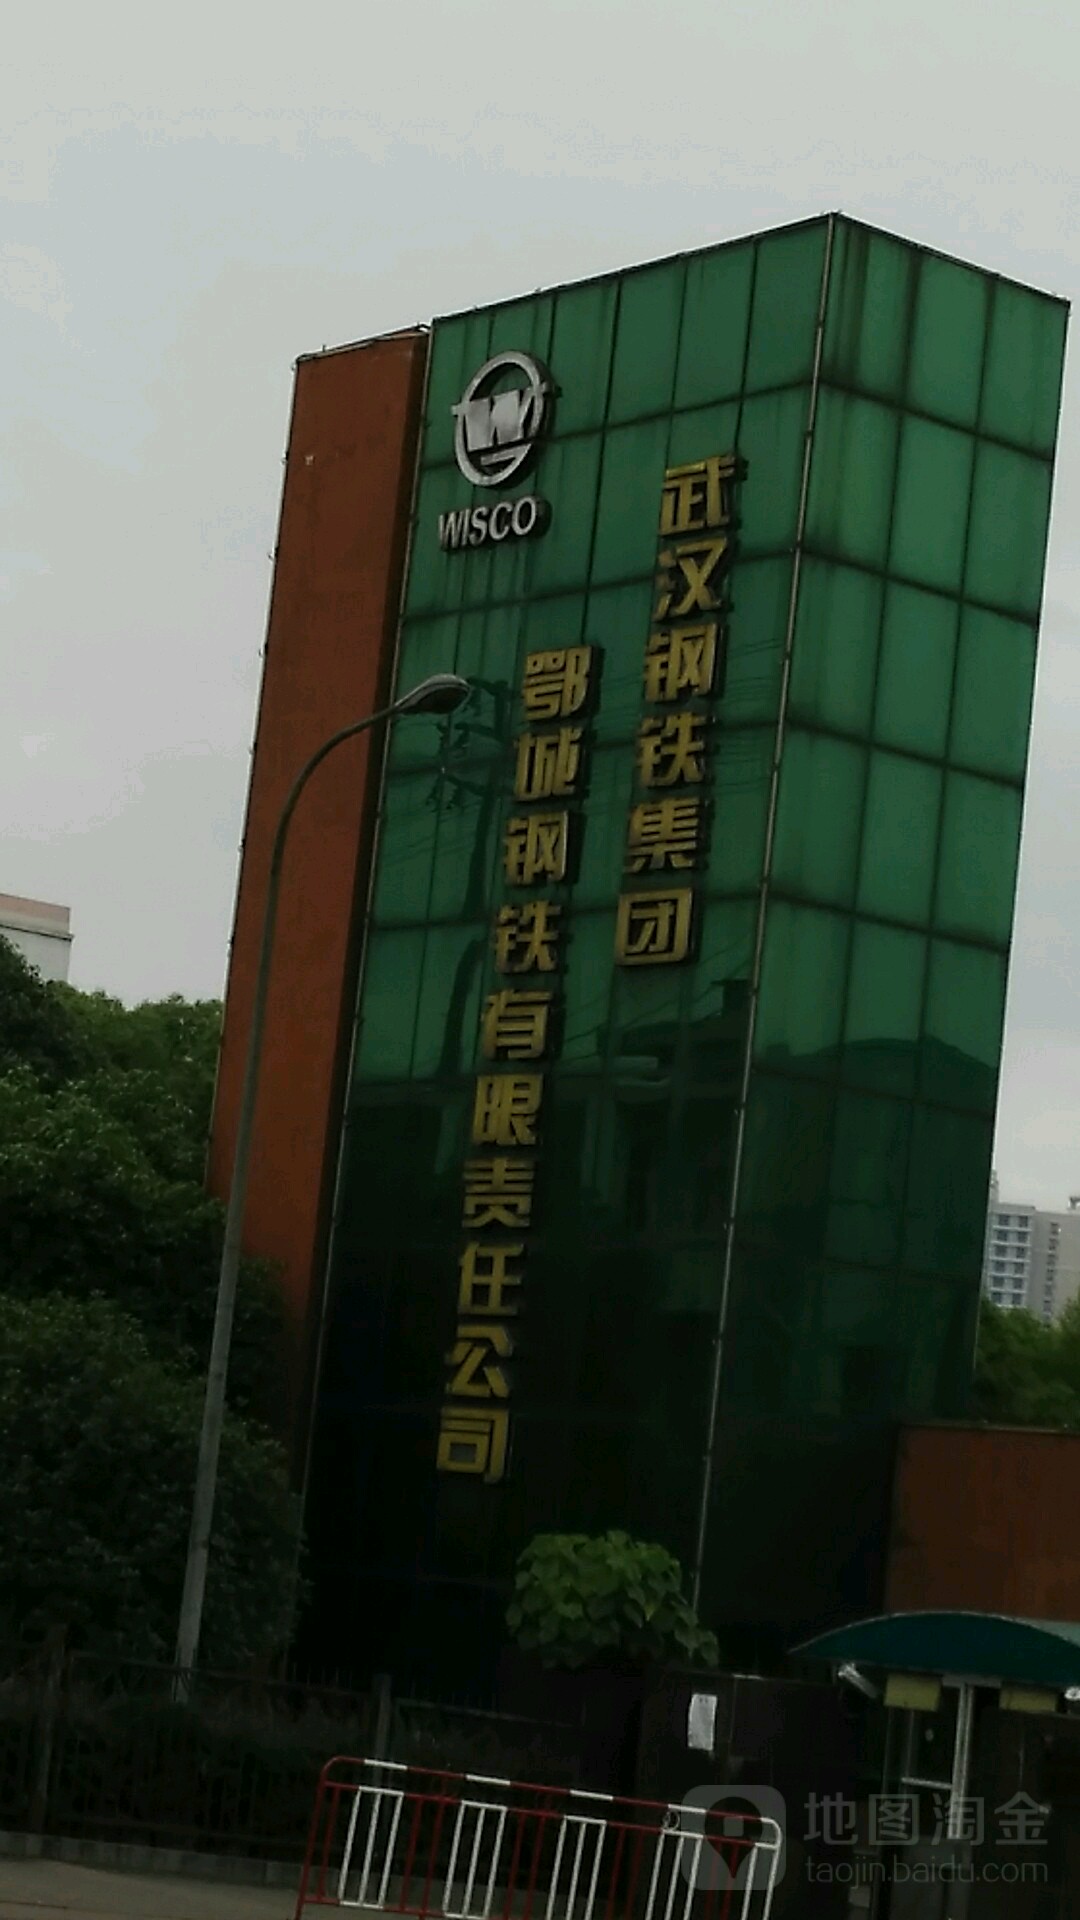 WISCO
武汉钢铁集团
鄂城钢铁有限责任公司
地图淘金
taojin.baidu.com